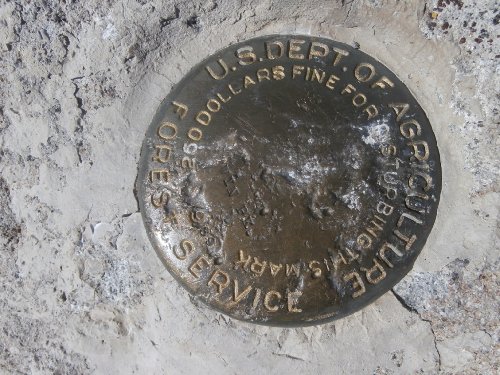 U.S. DEPT OF AGRICULTURE
FOREST SERVICE
250 DOLLARS FINE FOR DISTURBING THIS MARK